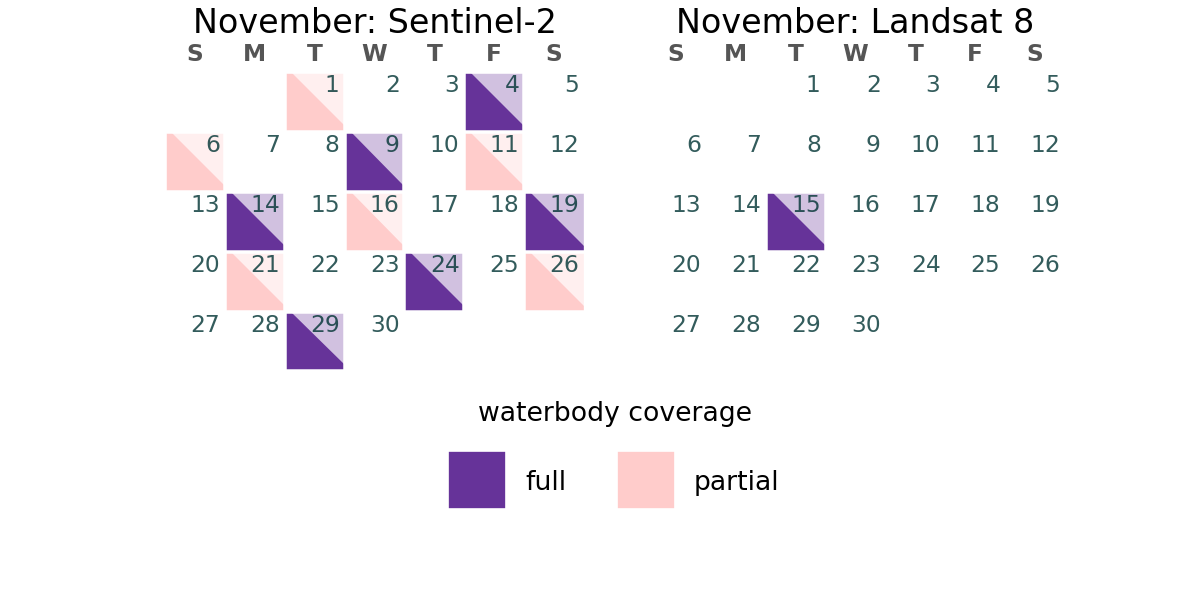 November: Sentinel-2
S M T W T F S
1 2 3 4 5
6 7 8 9 10 11 12
13 14 15 16 17 18 19
20 21 22 23 24 25 26
27 28 29 30
November: Landsat 8
S M T W T F S
1 2 3 4 5
6 7 8 9 10 11 12
13 14 15 16 17 18 19
20 21 22 23 24 25 26
27 28 29 30
waterbody coverage
full
partial